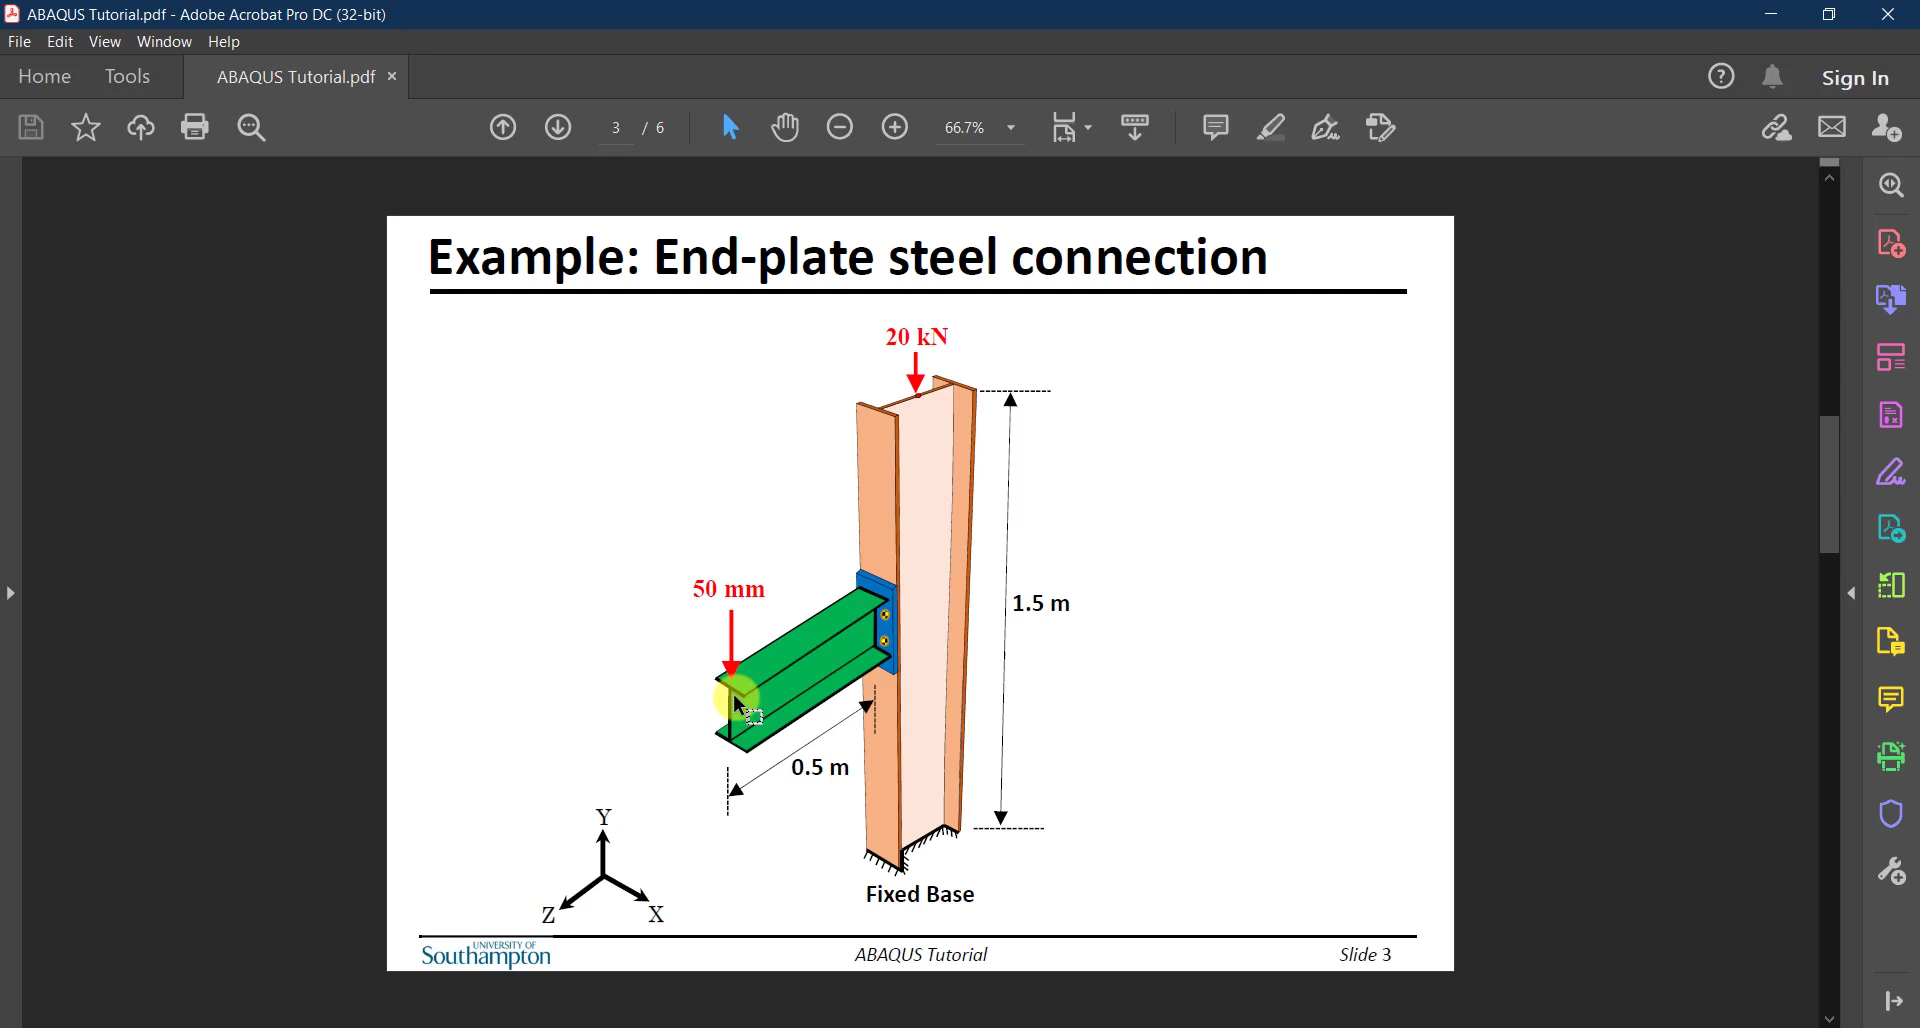 ABAQUS Tutorial.pdf - Adobe Acrobat Pro DC (32-bit)
File Edit View Window Help
Home Tools ABAQUS Tutorial.pdf × Sign In
3 / 6 66.7%
Example: End-plate steel connection
20 kN
50 mm
1.5 m
0.5 m
Y
Z X
Fixed Base
UNIVERSITY OF
Southampton
ABAQUS Tutorial
Slide 3